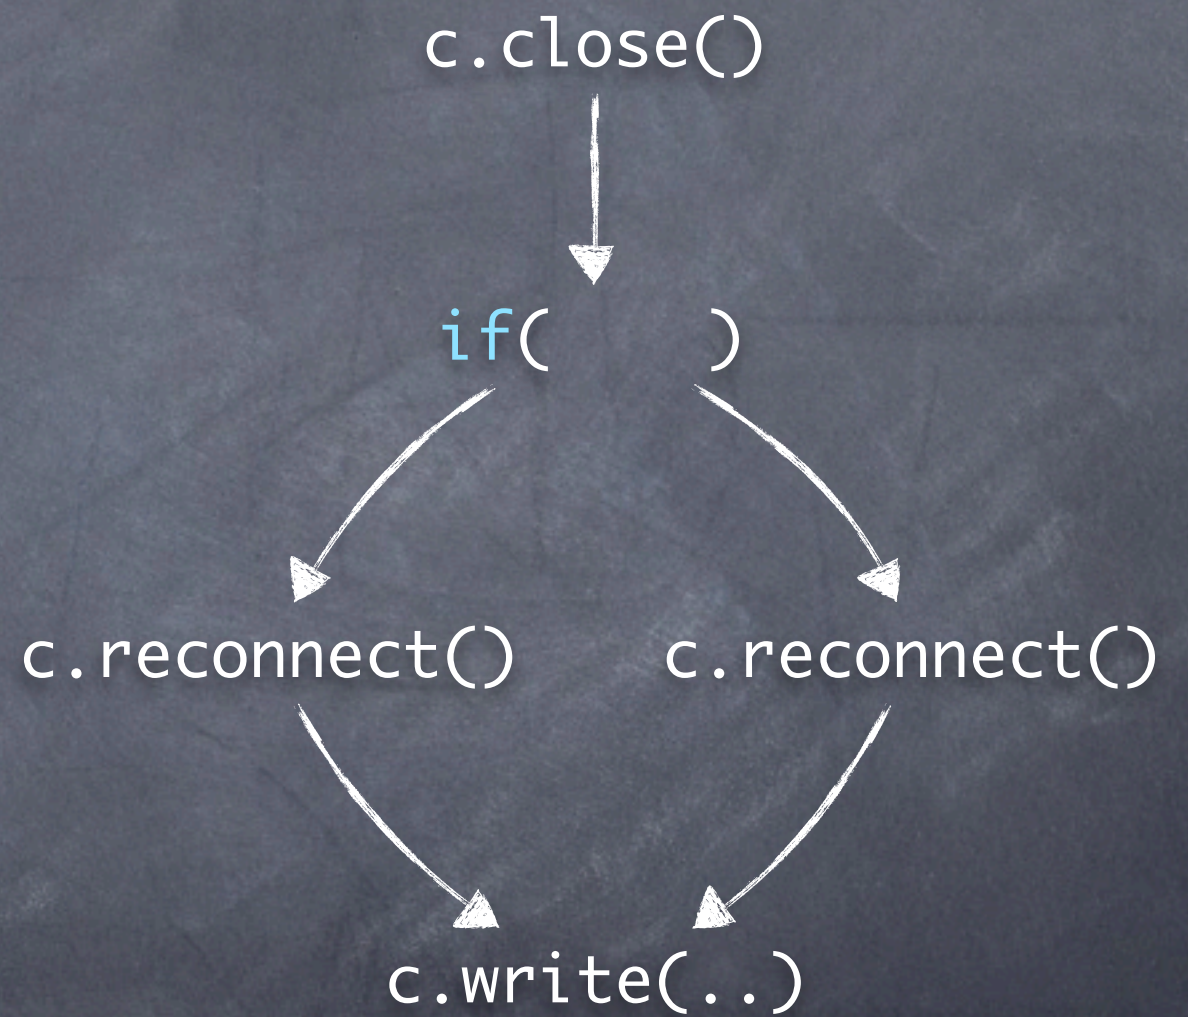 c.close()
if( )
c.reconnect() c.reconnect()
c.write(..)